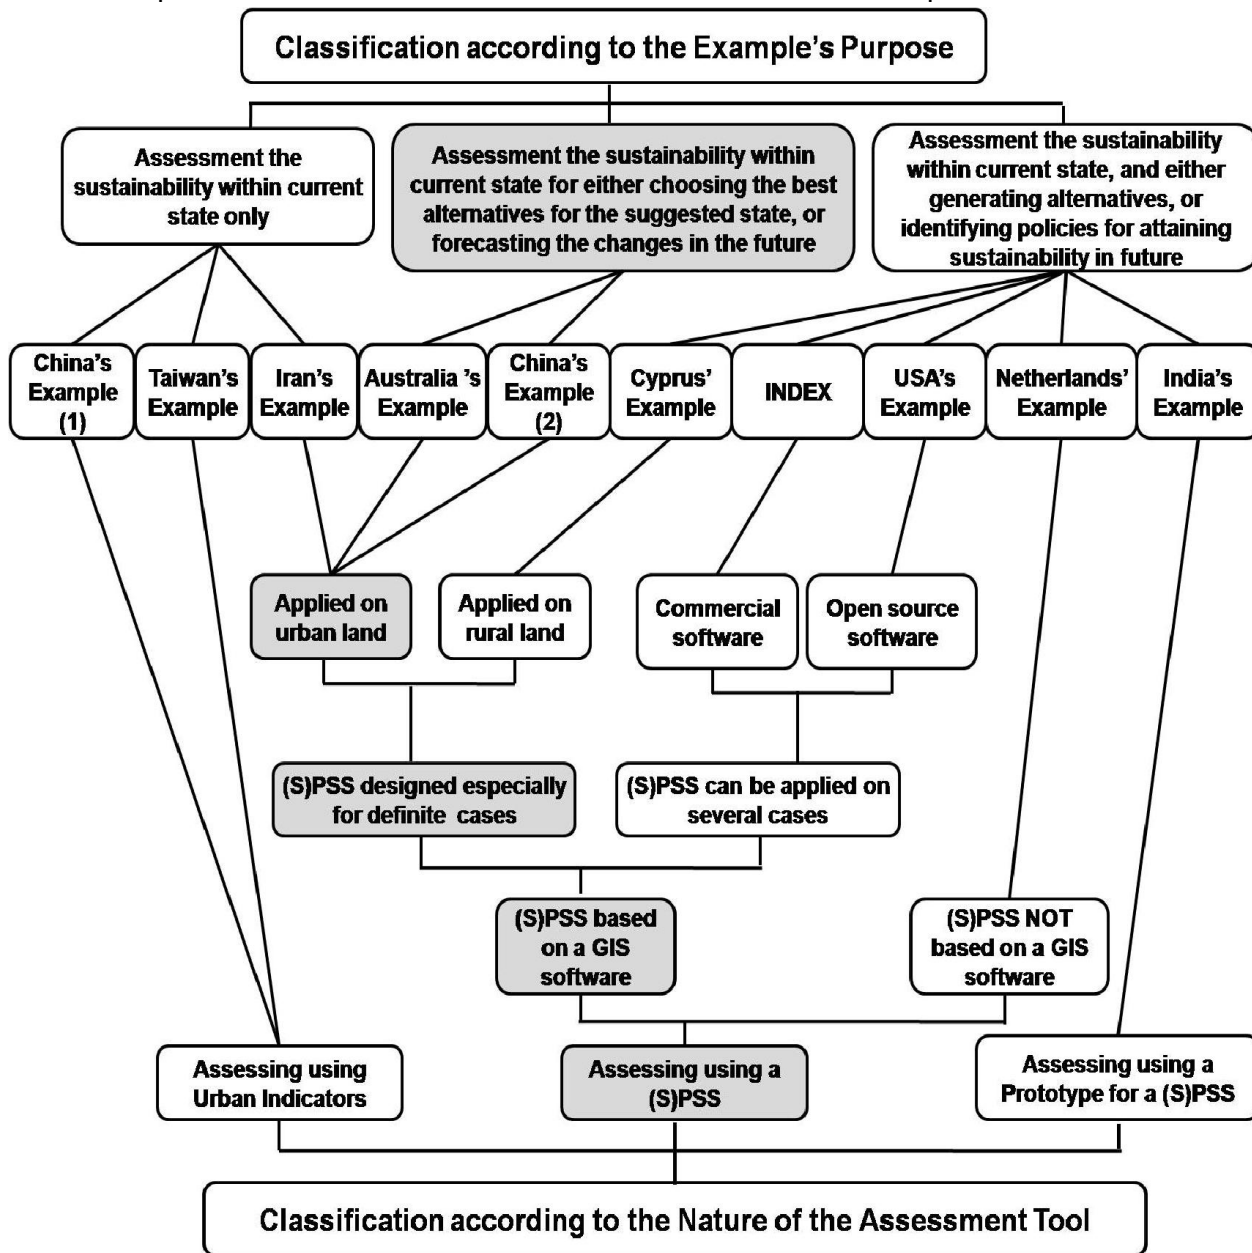 Classification according to the Example's Purpose
Assessment the
sustainability within current
state only
Assessment the sustainability within
current state for either choosing the best
alternatives for the suggested state, or
forecasting the changes in the future
Assessment the sustainability
within current state, and either
generating alternatives, or
identifying policies for attaining
sustainability in future
China's
Example
(1)
Taiwan's
Example
Iran's
Example
Australia 's
Example
China's
Example
(2)
Cyprus'
Example
INDEX
USA's
Example
Netherlands'
Example
India's
Example
Applied on
urban land
Applied on
rural land
Commercial
software
Open source
software
(S)PSS designed especially
for definite cases
(S)PSS can be applied on
several cases
(S)PSS based
on a GIS
software
(S)PSS NOT
based on a GIS
software
Assessing using
Urban Indicators
Assessing using a
(S)PSS
Assessing using a
Prototype for a (S)PSS
Classification according to the Nature of the Assessment Tool